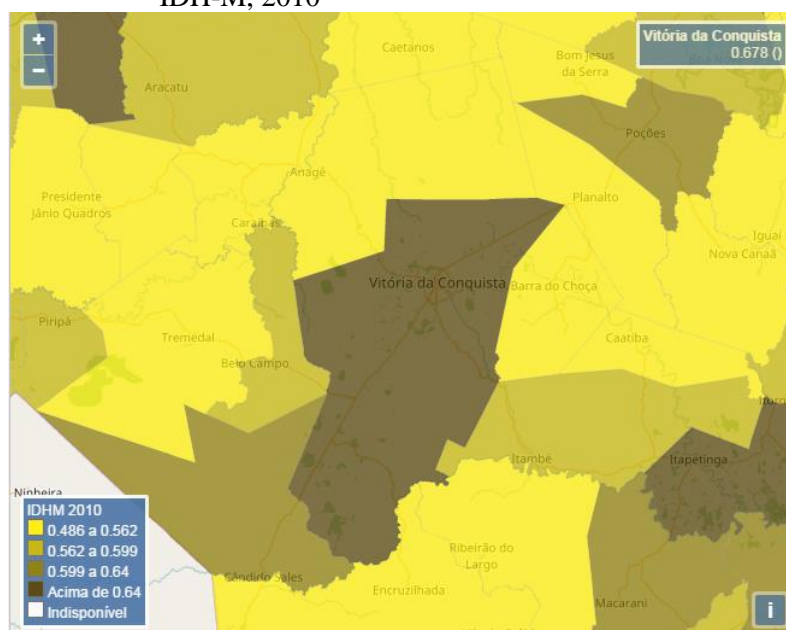 IDH-M, 2010
+
−
Vitória da Conquista
0.678 ()
Caetanos
Bom Jesus
da Serra
Aracatu
Poções
Anagé
Presidente
Jânio Quadros
Planalto
Caraíbas
Iguaí
Nova Canaã
Vitória da Conquista
Barra do Choça
Piripá
Tremedal
Caatiba
Belo Campo
Itambé
Itapetinga
Ninheira
IDHM 2010
0.486 a 0.562
0.562 a 0.599
0.599 a 0.64
Acima de 0.64
Indisponível
Cândido Sales
Ribeirão do
Largo
Encruzilhada
Macarani
i